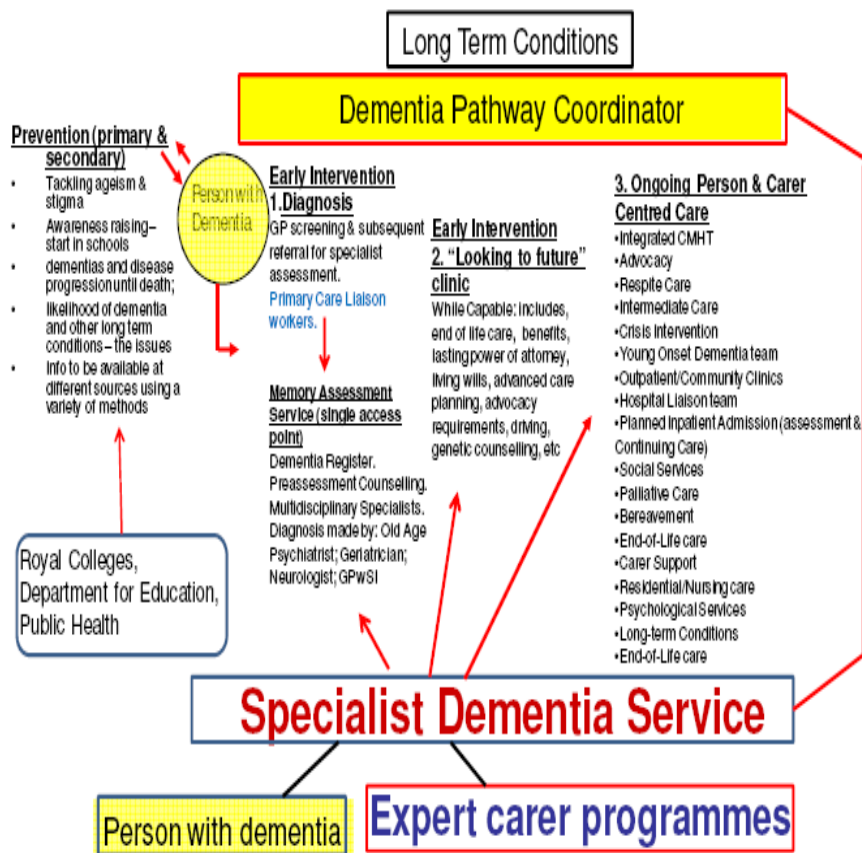 Long Term Conditions
Dementia Pathway Coordinator
Prevention (primary &
secondary)
• Tackling ageism &
stigma
• Awareness raising–
start in schools
• dementias and disease
progression until death;
• likelihood of dementia
and other long term
conditions – the issues
• Info to be available at
different sources using a
variety of methods
Royal Colleges,
Department for Education,
Public Health
Person with
Dementia
Early Intervention
1.Diagnosis
GP screening & subsequent
referral for specialist
assessment.
Primary Care Liaison
workers.
Memory Assessment
Service (single access
point)
Dementia Register.
Preassessment Counselling.
Multidisciplinary Specialists.
Diagnosis made by: Old Age
Psychiatrist; Geriatrician;
Neurologist; GPwSI
Early Intervention
2. “Looking to future”
clinic
While Capable: includes,
end of life care, benefits,
lasting power of attorney,
living wills, advanced care
planning, advocacy
requirements, driving,
genetic counselling, etc
3. Ongoing Person & Carer
Centred Care
•Integrated CMHT
•Advocacy
•Respite Care
•Intermediate Care
•Crisis Intervention
•Young Onset Dementia team
•Outpatient/Community Clinics
•Hospital Liaison team
•Planned Inpatient Admission (assessment &
Continuing Care)
•Social Services
•Palliative Care
•Bereavement
•End-of-Life care
•Carer Support
•Residential/Nursing care
•Psychological Services
•Long-term Conditions
•End-of-Life care
Specialist Dementia Service
Person with dementia
Expert carer programmes